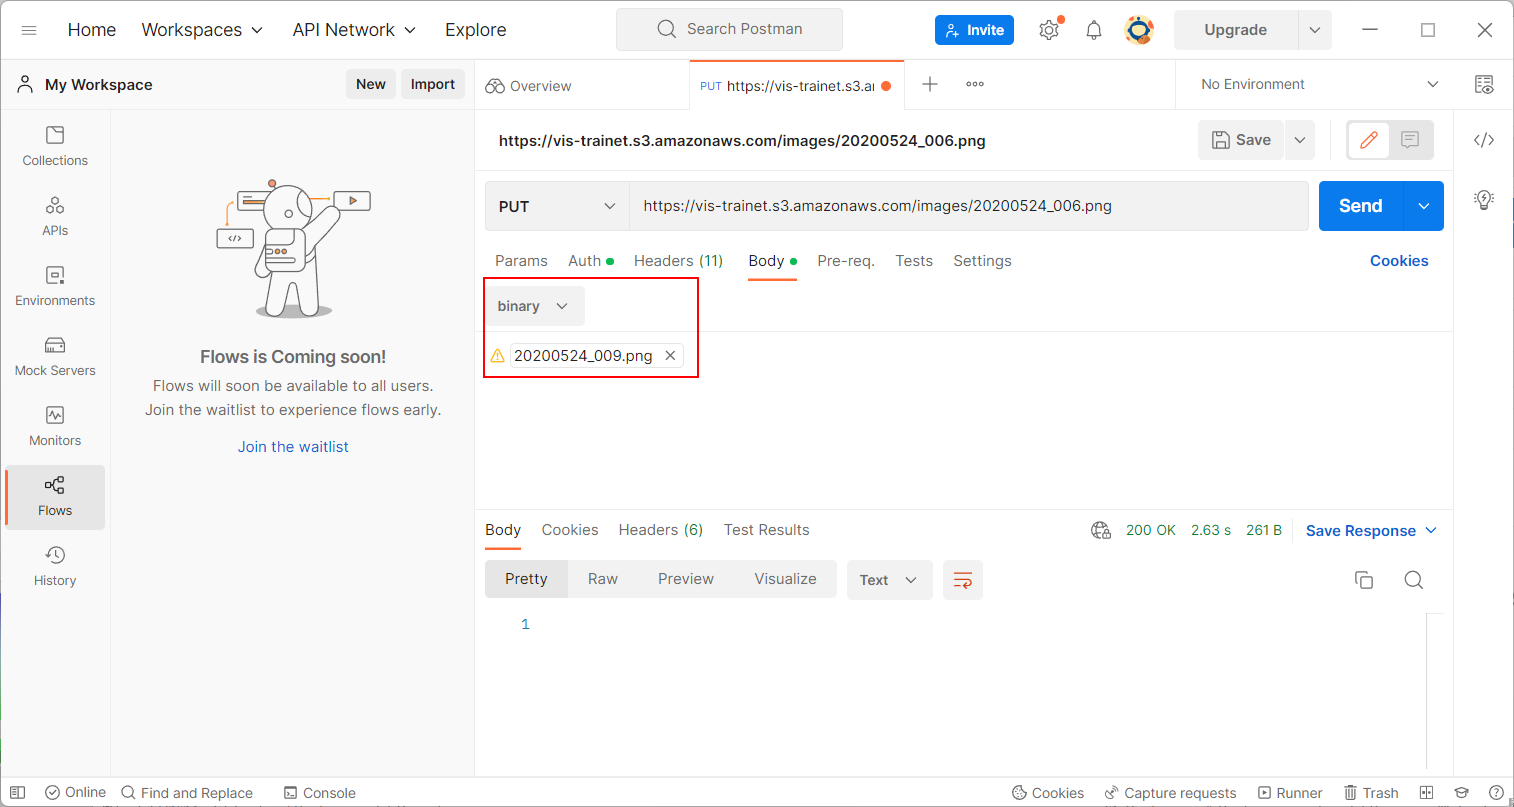 Home
Workspaces
API Network
Explore
Search Postman
Invite
Upgrade
My Workspace
New
Import
Overview
PUT https://vis-trainet.s3.ar
No Environment
Collections
APIs
Environments
Mock Servers
Monitors
Flows
History
</>
Flows is Coming soon!
Flows will soon be available to all users.
Join the waitlist to experience flows early.
Join the waitlist
https://vis-trainet.s3.amazonaws.com/images/20200524_006.png
Save
</>
PUT
https://vis-trainet.s3.amazonaws.com/images/20200524_006.png
Send
Params
Auth
Headers (11)
Body
Pre-req.
Tests
Settings
Cookies
binary
20200524_009.png
Body
Cookies
Headers (6)
Test Results
200 OK
2.63 s
261 B
Save Response
Pretty
Raw
Preview
Visualize
Text
1
Online
Find and Replace
Console
Cookies
Capture requests
Runner
Trash